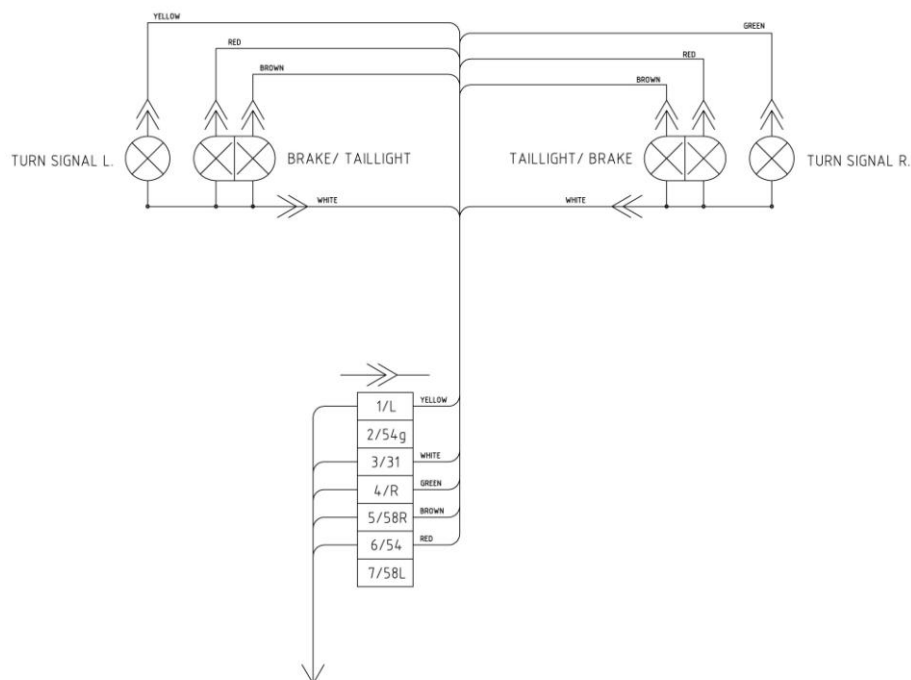 YELLOW
GREEN
RED
RED
BROWN
BROWN
TURN SIGNAL L.
BRAKE/ TAILLIGHT
TAILLIGHT/ BRAKE
TURN SIGNAL R.
WHITE
WHITE
1/L
YELLOW
2/54g
3/31
WHITE
4/R
GREEN
5/58R
BROWN
6/54
RED
7/58L